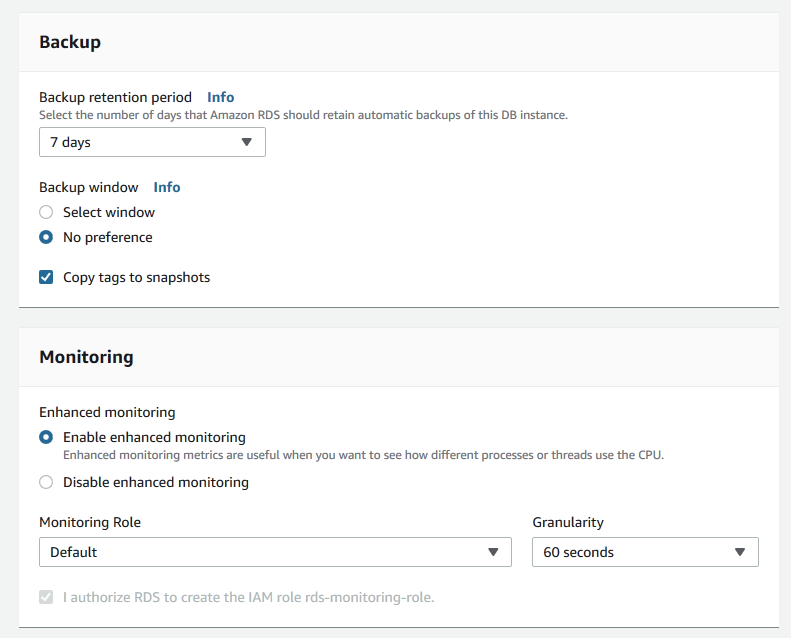 Backup
Backup retention period Info
Select the number of days that Amazon RDS should retain automatic backups of this DB instance.
7 days
Backup window Info
Select window
No preference
Copy tags to snapshots
Monitoring
Enhanced monitoring
Enable enhanced monitoring
Enhanced monitoring metrics are useful when you want to see how different processes or threads use the CPU.
Disable enhanced monitoring
Monitoring Role Granularity
Default 60 seconds
I authorize RDS to create the IAM role rds-monitoring-role.